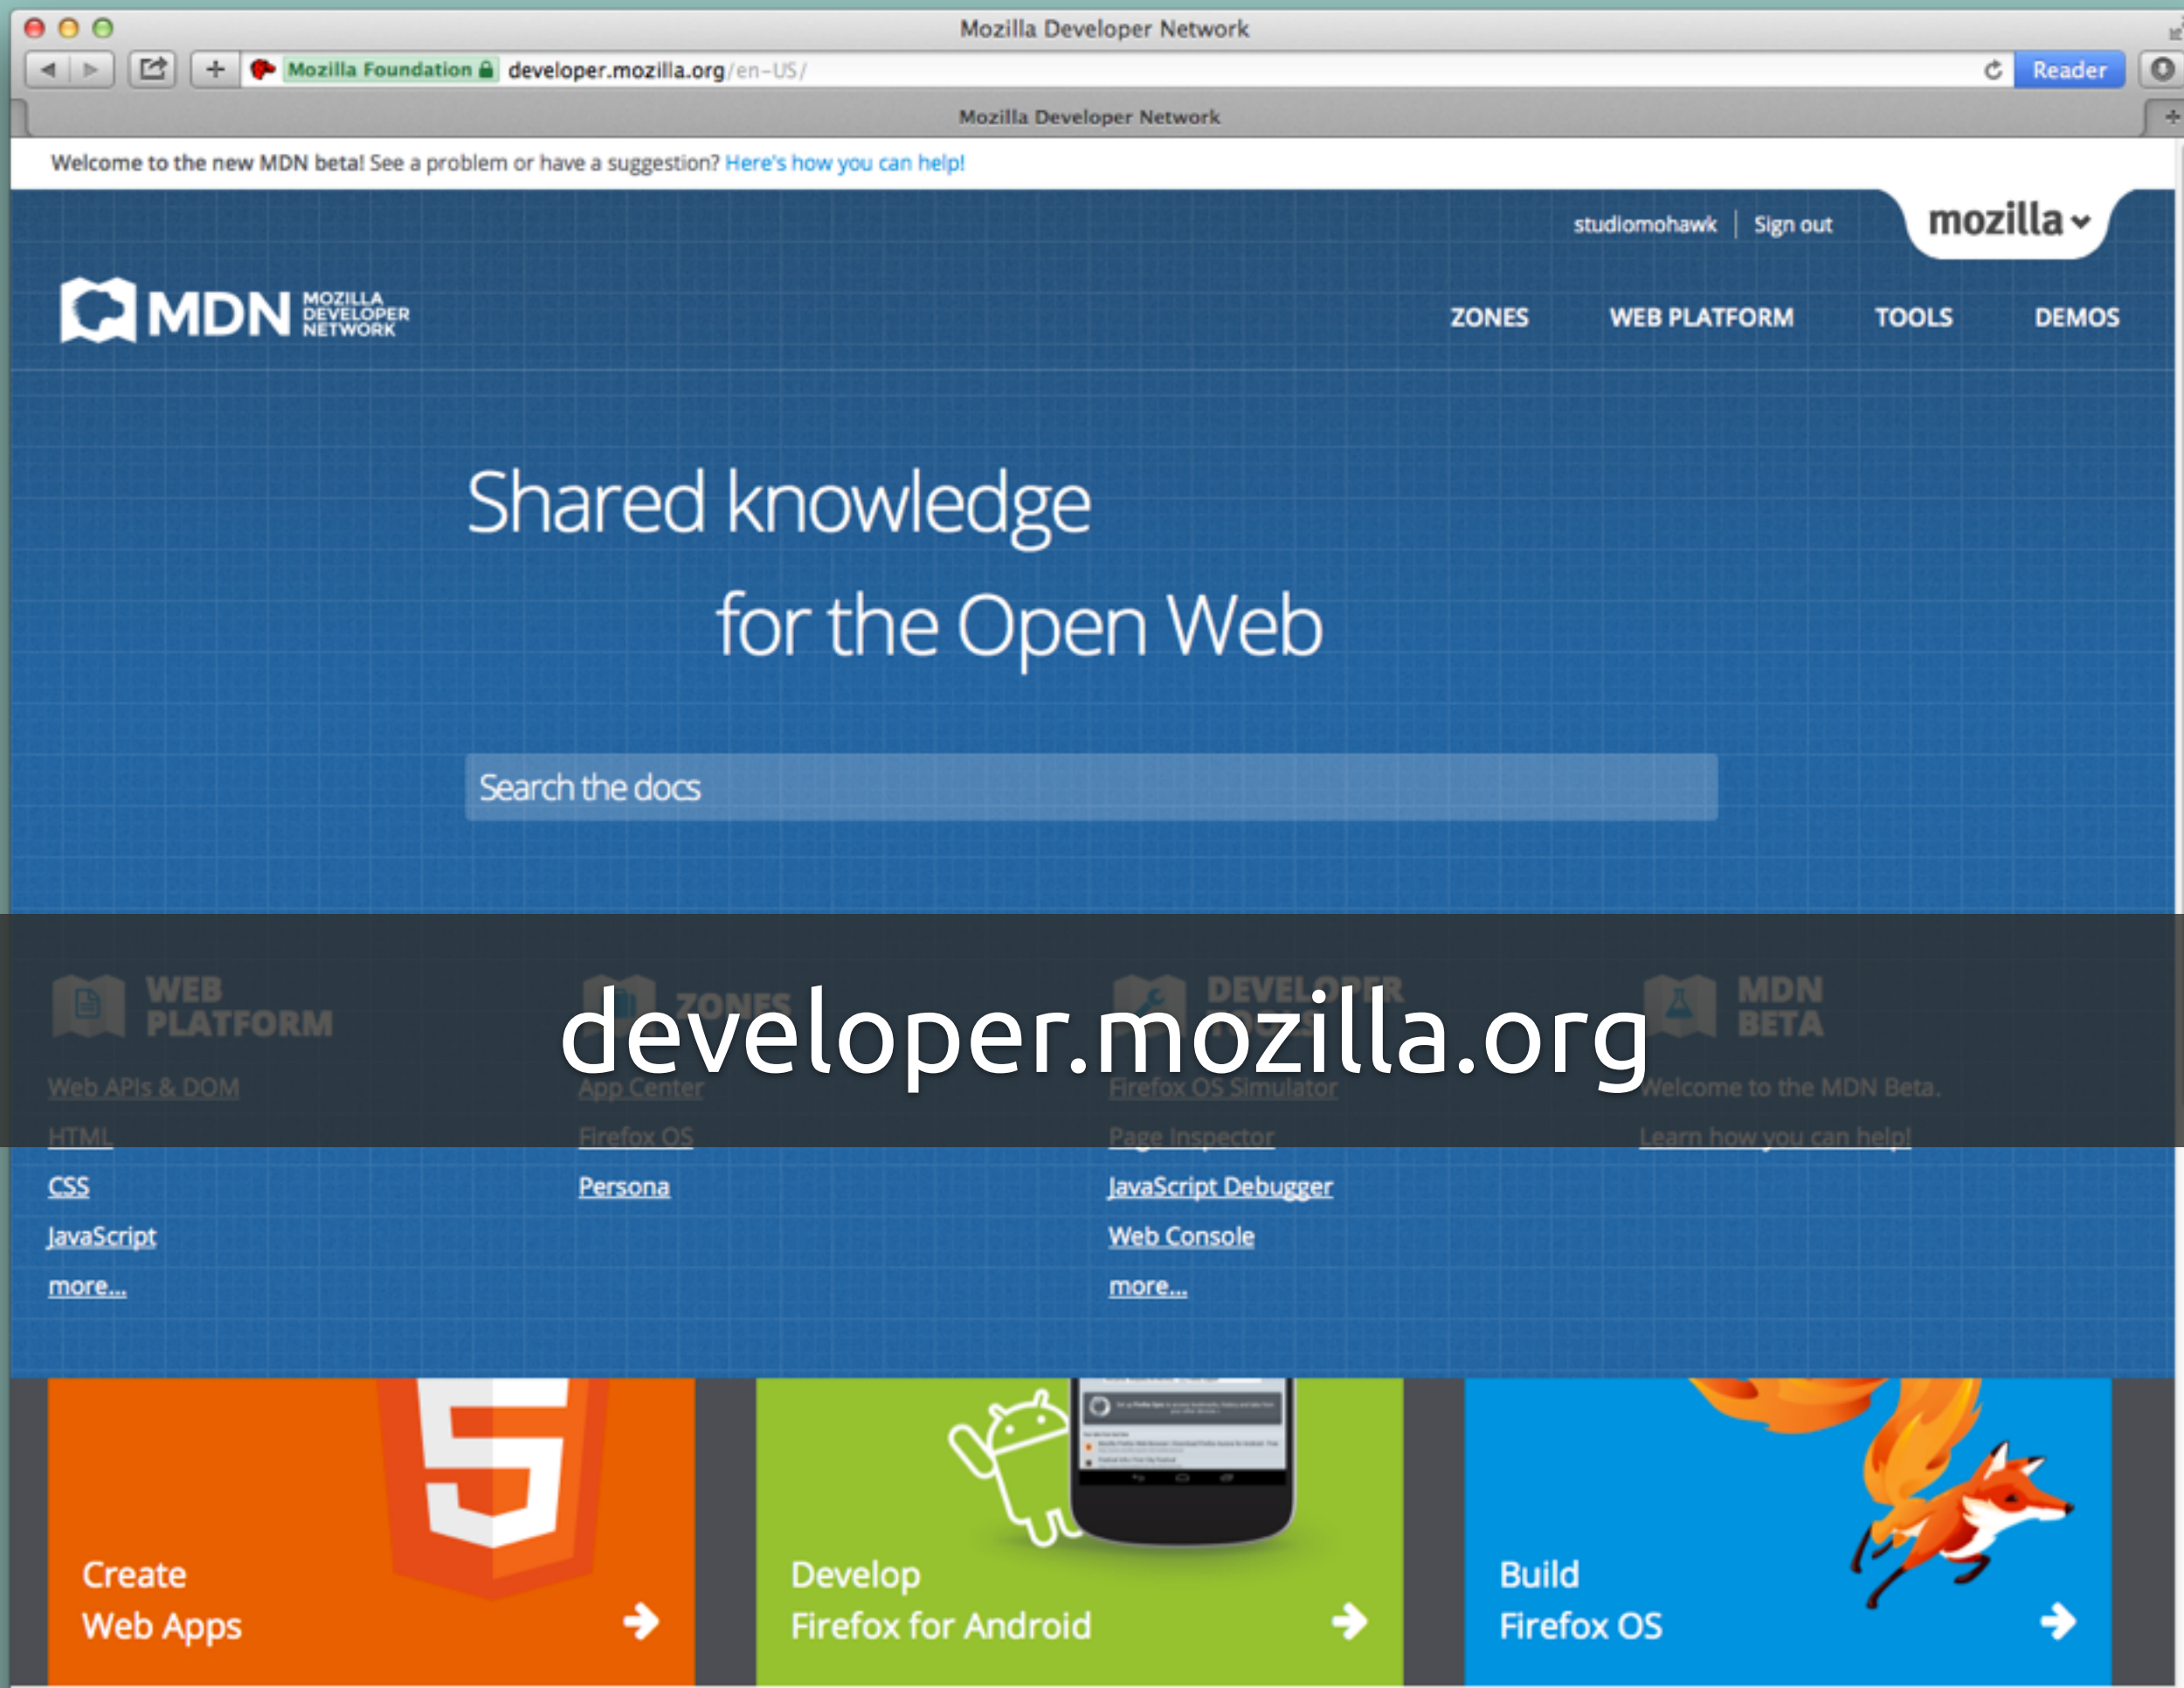 Mozilla Developer Network
Mozilla Foundation developer.mozilla.org/en-US/ Reader
Mozilla Developer Network
Welcome to the new MDN beta! See a problem or have a suggestion? Here's how you can help!
studiomohawk Sign out mozilla
MDN MOZILLA DEVELOPER NETWORK
ZONES WEB PLATFORM TOOLS DEMOS
Shared knowledge
for the Open Web
Search the docs
developer.mozilla.org
WEB PLATFORM
Web APIs & DOM
HTML
CSS
JavaScript
more...
ZONES
App Center
Firefox OS
Persona
DEVELOPER TOOLS
Firefox OS Simulator
Page Inspector
JavaScript Debugger
Web Console
more...
MDN BETA
Welcome to the MDN Beta.
Learn how you can help!
Create
Web Apps
Develop
Firefox for Android
Build
Firefox OS